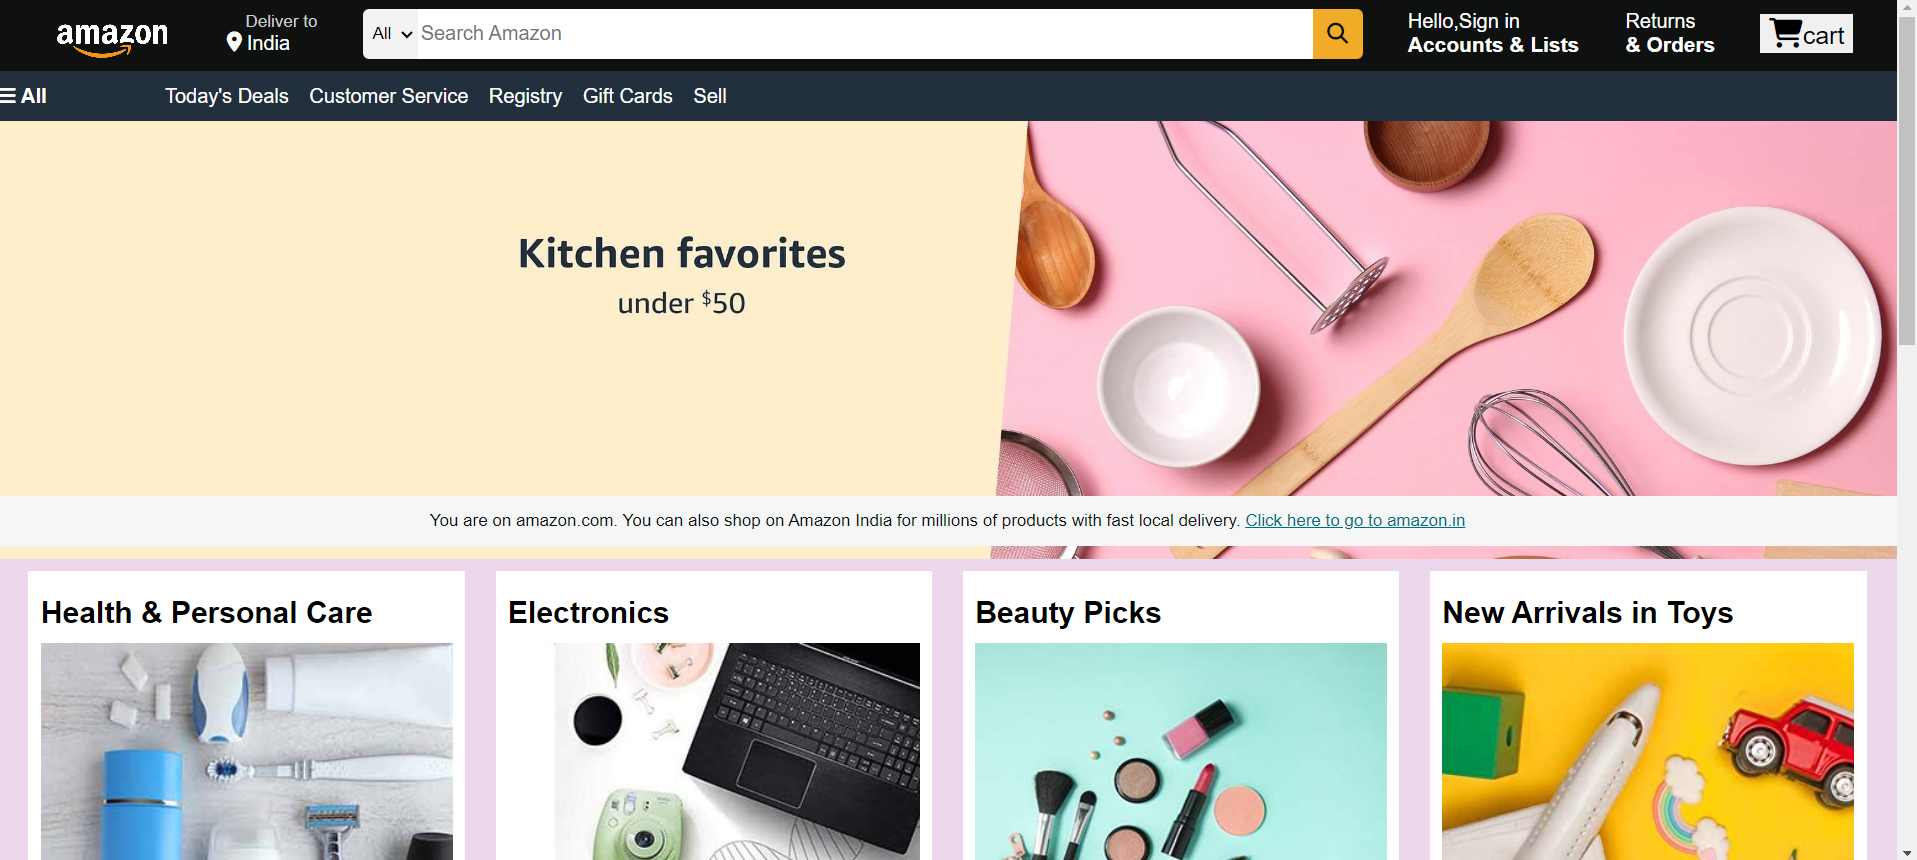 amazon
Deliver to
India
All
Search Amazon
Hello,Sign in
Accounts & Lists
Returns
& Orders
cart
All
Today's Deals
Customer Service
Registry
Gift Cards
Sell
Kitchen favorites
under $50
You are on amazon.com. You can also shop on Amazon India for millions of products with fast local delivery. Click here to go to amazon.in
Health & Personal Care
Electronics
Beauty Picks
New Arrivals in Toys